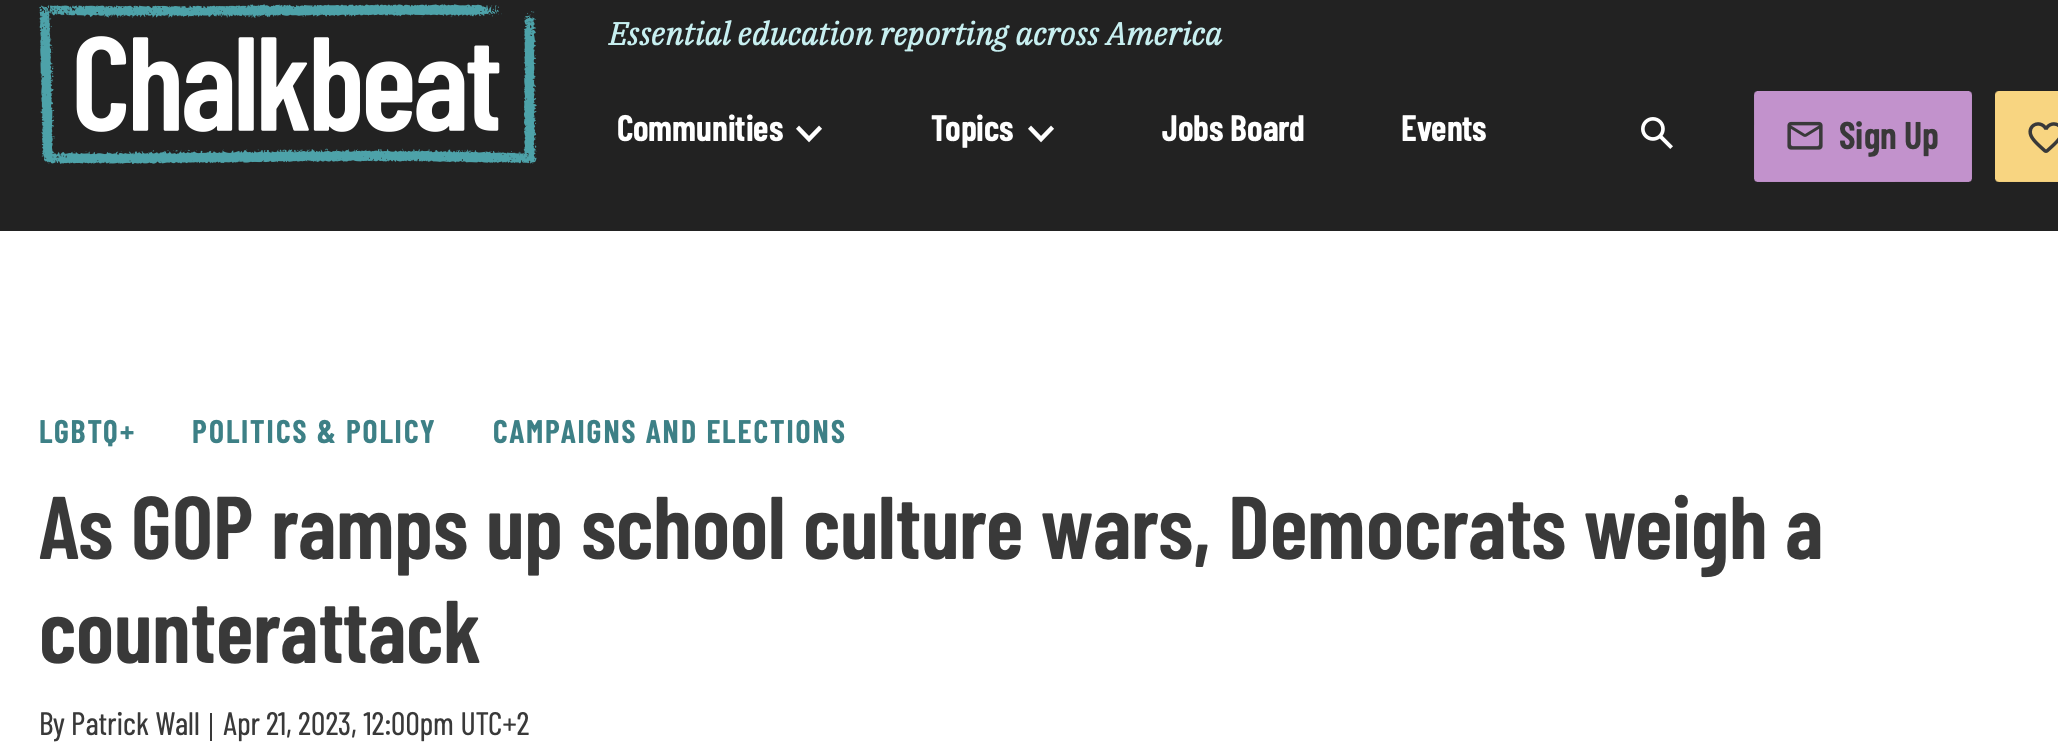 Chalkbeat
Essential education reporting across America
Communities Topics Jobs Board Events Sign Up
LGBTQ+ POLITICS & POLICY CAMPAIGNS AND ELECTIONS
As GOP ramps up school culture wars, Democrats weigh a
counterattack
By Patrick Wall | Apr 21, 2023, 12:00pm UTC+2